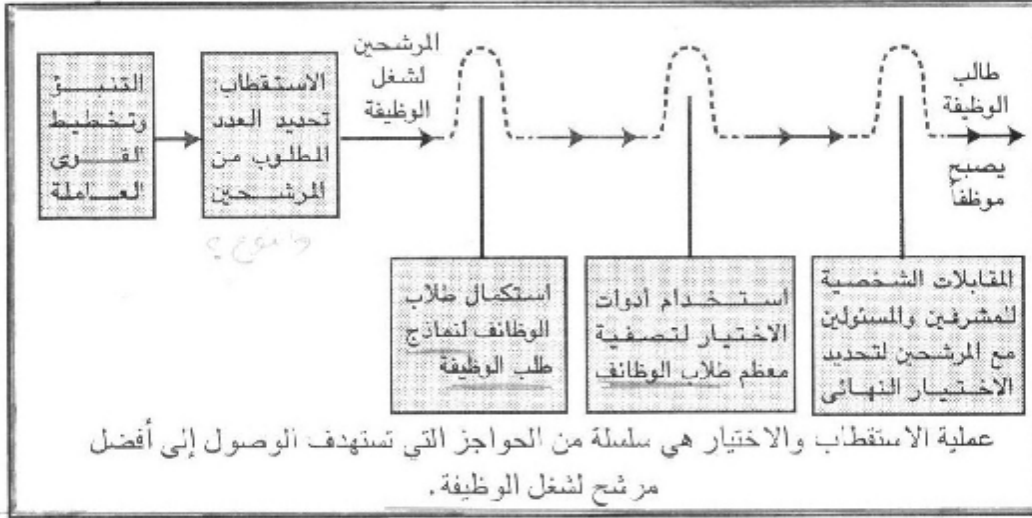 التنبؤ
وتخطيط
القوى
العاملة
الاستقطاب:
تحديد العدد
المطلوب من
المرشحين
المرشحين
لشغل
الوظيفة
طالب
الوظيفة
يصبح
موظفاً
استكمال طلاب
الوظائف لنماذج
طلب الوظيفة
استخدام أدوات
الاختيار لتصفية
معظم طلاب الوظائف
المقابلات الشخصية
للمشرفين والمسئولين
مع المرشحين لتحديد
الاختيار النهائى
عملية الاستقطاب والاختيار هي سلسلة من الحواجز التي تستهدف الوصول إلى أفضل
مرشح لشغل الوظيفة.